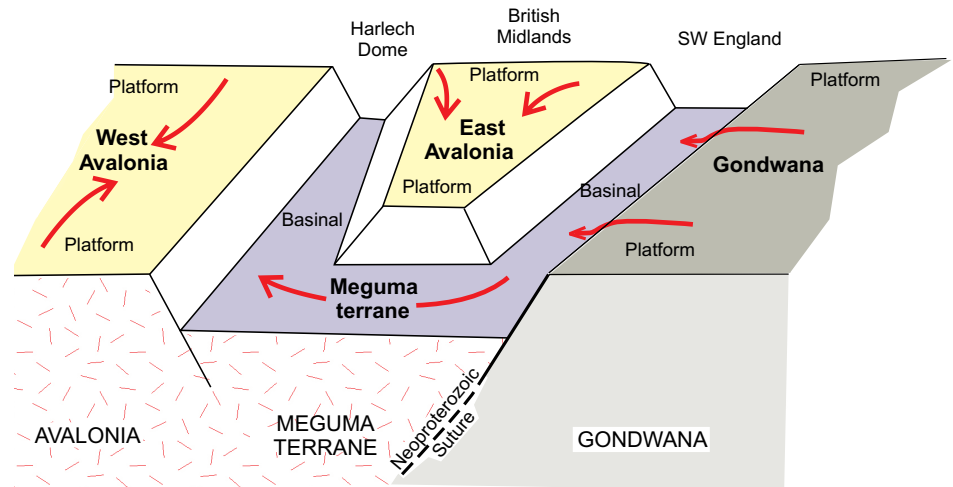 Harlech
Dome
British
Midlands
SW England
Platform
West
Avalonia
Platform
Platform
East
Avalonia
Platform
Platform
Gondwana
Platform
Basinal
Basinal
Meguma
terrane
AVALONIA
MEGUMA
TERRANE
Neoproterozoic
Suture
GONDWANA